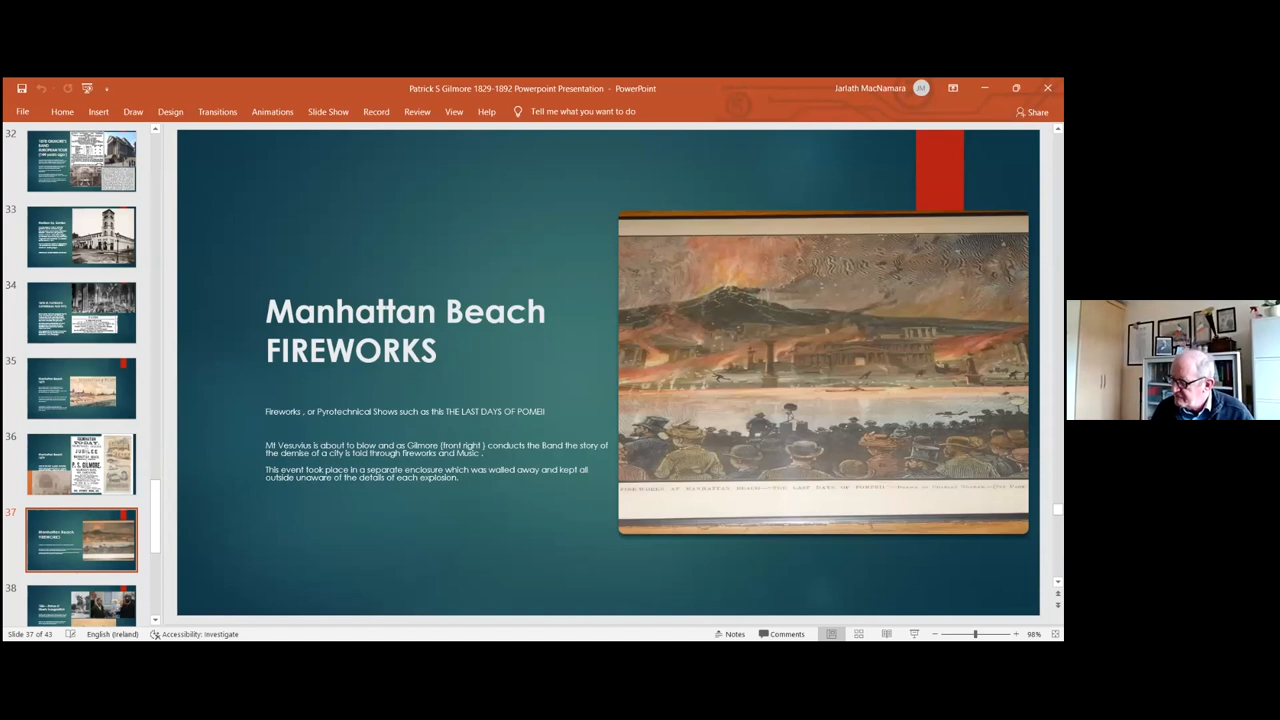 Patrick S Gilmore 1829-1892 Powerpoint Presentation - PowerPoint
Jarlath MacNamara
JM
File
Home
Insert
Draw
Design
Transitions
Animations
Slide Show
Record
Review
View
Help
Tell me what you want to do
Share
32
33
34
35
36
TODAY
JUBILEE
P. S. GILMORE
37
Manhattan Beach
FIREWORKS
38
Manhattan Beach
FIREWORKS
Fireworks , or Pyrotechnical Shows such as this THE LAST DAYS OF POMEII
Mt Vesuvius is about to blow and as Gilmore (front right ) conducts the Band the story of
the demise of a city is told through fireworks and Music .
This event took place in a separate enclosure which was walled away and kept all
outside unaware of the details of each explosion.
FIREWORKS AT MANHATTAN BEACH—"THE LAST DAYS OF POMPEII"
Slide 37 of 43
English (Ireland)
Accessibility: Investigate
Notes
Comments
98%